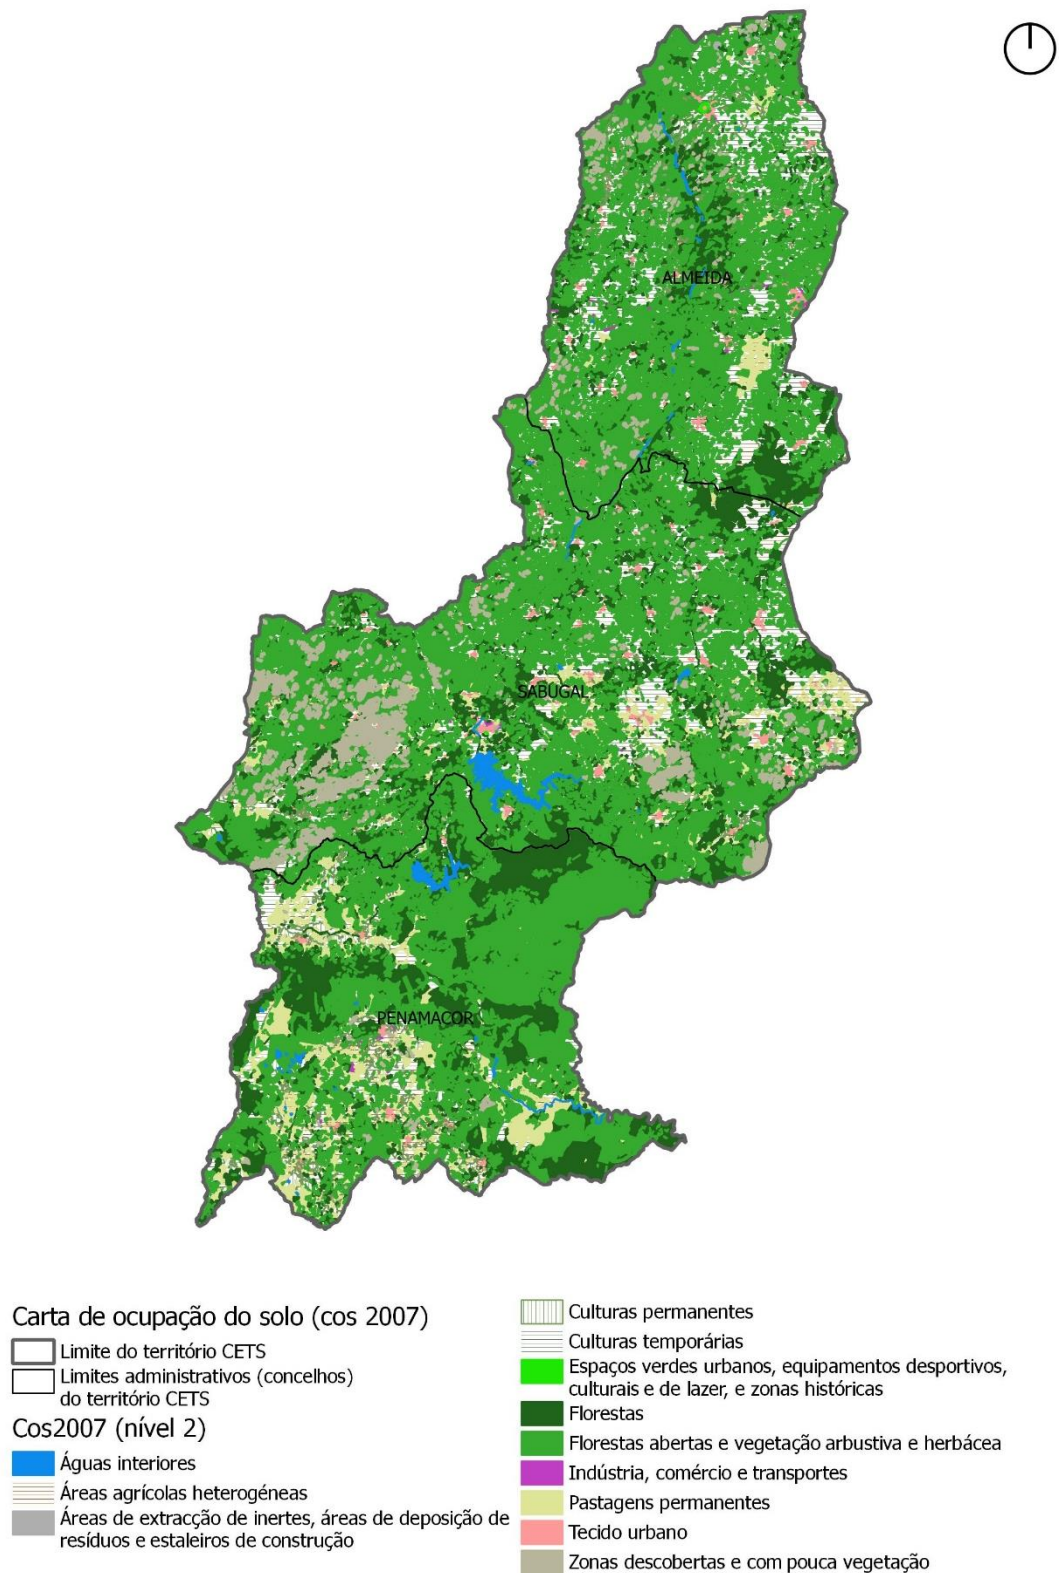 ALMEIDA
SABUGAL
PENAMACOR
Carta de ocupação do solo (cos 2007)
Limite do território CETS
Limites administrativos (concelhos)
do território CETS
Cos2007 (nível 2)
Águas interiores
Áreas agrícolas heterogéneas
Áreas de extracção de inertes, áreas de deposição de
resíduos e estaleiros de construção
Culturas permanentes
Culturas temporárias
Espaços verdes urbanos, equipamentos desportivos,
culturais e de lazer, e zonas históricas
Florestas
Florestas abertas e vegetação arbustiva e herbácea
Indústria, comércio e transportes
Pastagens permanentes
Tecido urbano
Zonas descobertas e com pouca vegetação